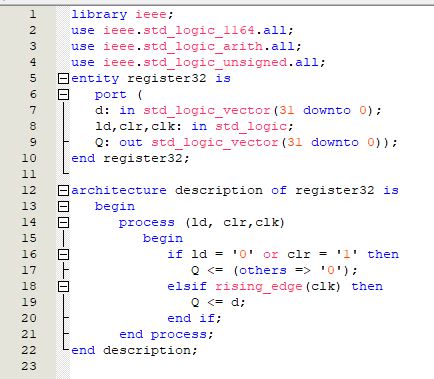 1 library ieee;
2 use ieee.std_logic_1164.all;
3 use ieee.std_logic_arith.all;
4 use ieee.std_logic_unsigned.all;
5 entity register32 is
6 port (
7 d: in std_logic_vector(31 downto 0);
8 ld,clr,clk: in std_logic;
9 Q: out std_logic_vector(31 downto 0));
10 end register32;
11
12 architecture description of register32 is
13 begin
14 process (ld, clr,clk)
15 begin
16 if ld = '0' or clr = '1' then
17 Q <= (others => '0');
18 elsif rising_edge(clk) then
19 Q <= d;
20 end if;
21 end process;
22 end description;
23